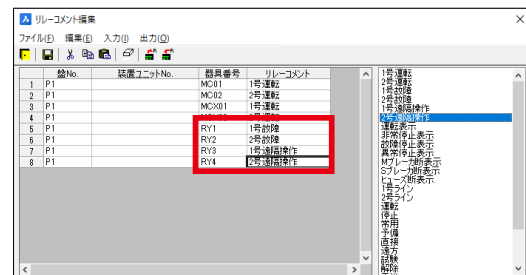 リレーコメント編集
ファイル(F) 編集(E) 入力(I) 出力(O)
盤No. 装置ユニットNo. 器具番号 リレーコメント
1 P1 MC01 1号運転
2 P1 MC02 2号運転
3 P1 MCX01 1号運転
4 P1
5 P1 RY1 1号故障
6 P1 RY2 2号故障
7 P1 RY3 1号遠隔操作
8 P1 RY4 2号遠隔操作
1号運転
2号運転
1号故障
2号故障
1号遠隔操作
2号遠隔操作
運転表示
非常停止表示
故障停止表示
異常停止表示
Mブレーカ断表示
Sブレーカ断表示
ヒューズ断表示
1号ライン
2号ライン
運転
停止
常用
予備
直接
遠方
試験
解除